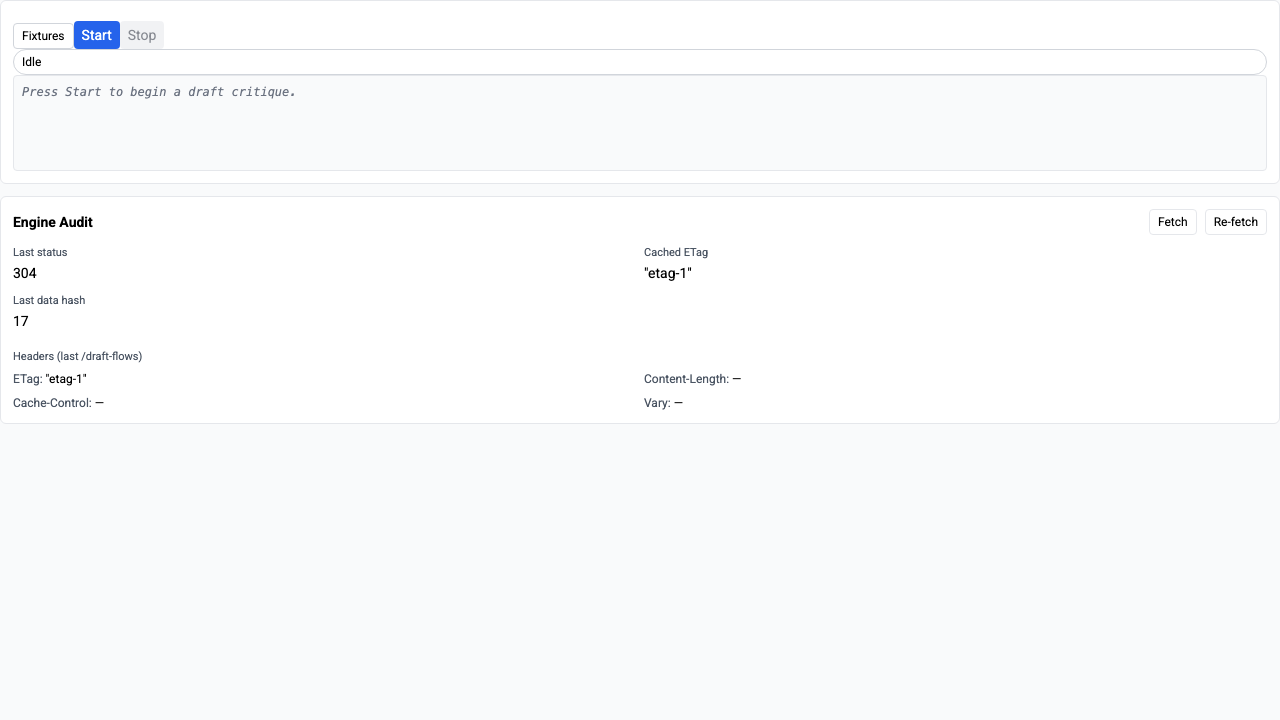 Fixtures Start Stop
Idle
Press Start to begin a draft critique.
Engine Audit Fetch Re-fetch
Last status Cached ETag
304 "etag-1"
Last data hash
17
Headers (last /draft-flows)
ETag: "etag-1" Content-Length: —
Cache-Control: — Vary: —